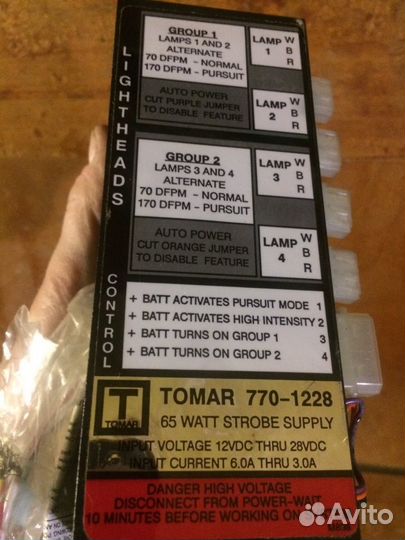 LIGHTHEADS
GROUP 1
LAMPS 1 AND 2
ALTERNATE
70 DFPM - NORMAL
170 DFPM - PURSUIT
LAMP 1
W
B
R
AUTO POWER
CUT PURPLE JUMPER
TO DISABLE FEATURE
LAMP 2
W
B
R
GROUP 2
LAMPS 3 AND 4
ALTERNATE
70 DFPM - NORMAL
170 DFPM - PURSUIT
LAMP 3
W
B
R
AUTO POWER
CUT ORANGE JUMPER
TO DISABLE FEATURE
LAMP 4
W
B
R
CONTROL
+ BATT ACTIVATES PURSUIT MODE 1
+ BATT ACTIVATES HIGH INTENSITY 2
+ BATT TURNS ON GROUP 1 3
+ BATT TURNS ON GROUP 2 4
T
TOMAR
TOMAR 770-1228
65 WATT STROBE SUPPLY
INPUT VOLTAGE 12VDC THRU 28VDC
INPUT CURRENT 6.0A THRU 3.0A
DANGER HIGH VOLTAGE
DISCONNECT FROM POWER-WAIT
10 MINUTES BEFORE WORKING ON
Avito